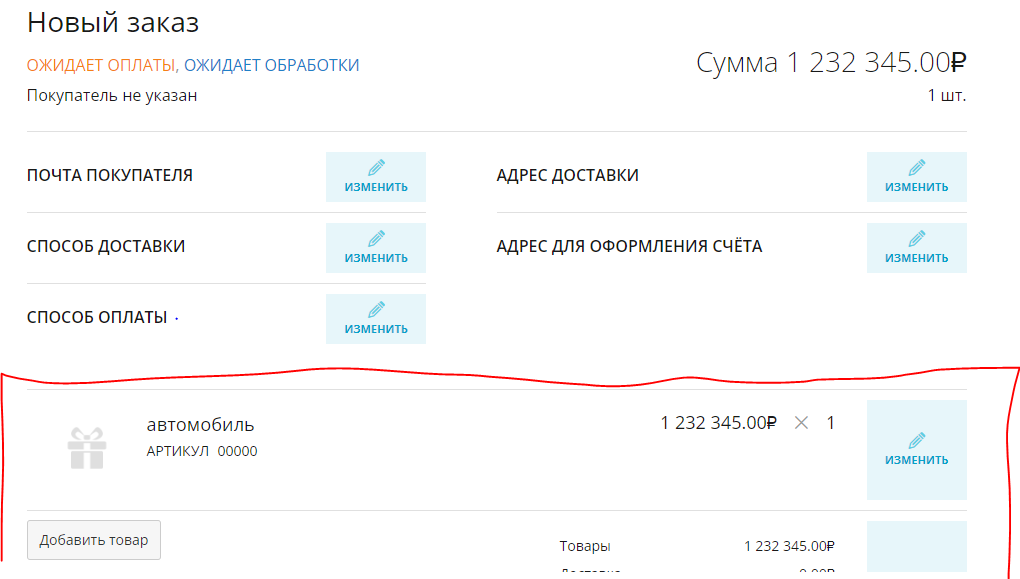 Новый заказ
ОЖИДАЕТ ОПЛАТЫ, ОЖИДАЕТ ОБРАБОТКИ
Сумма 1 232 345.00₽
Покупатель не указан
1 шт.
ПОЧТА ПОКУПАТЕЛЯ
ИЗМЕНИТЬ
АДРЕС ДОСТАВКИ
ИЗМЕНИТЬ
СПОСОБ ДОСТАВКИ
ИЗМЕНИТЬ
АДРЕС ДЛЯ ОФОРМЛЕНИЯ СЧЁТА
ИЗМЕНИТЬ
СПОСОБ ОПЛАТЫ
ИЗМЕНИТЬ
автомобиль
1 232 345.00₽ × 1
АРТИКУЛ 00000
ИЗМЕНИТЬ
Добавить товар
Товары 1 232 345.00₽